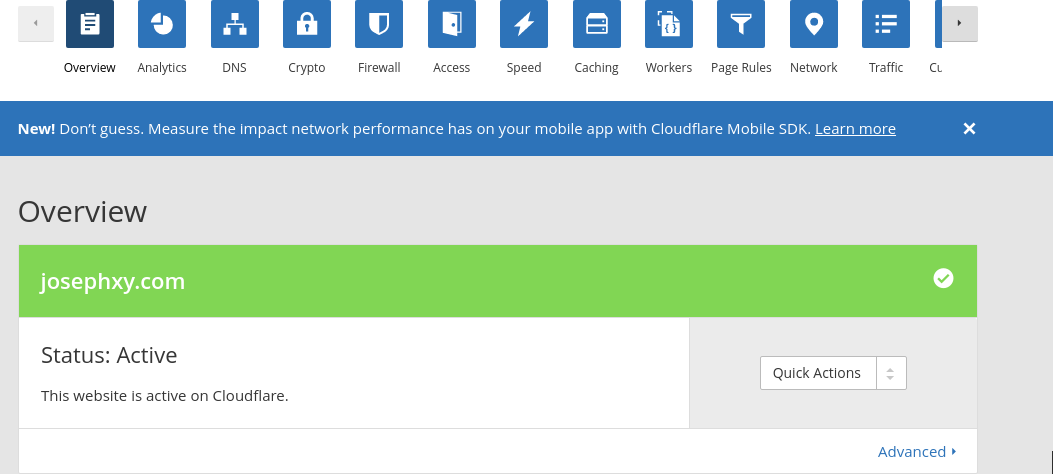 Overview Analytics DNS Crypto Firewall Access Speed Caching Workers Page Rules Network Traffic Cu
New! Don't guess. Measure the impact network performance has on your mobile app with Cloudflare Mobile SDK. Learn more
Overview
josephxy.com
Status: Active
Quick Actions
This website is active on Cloudflare.
Advanced